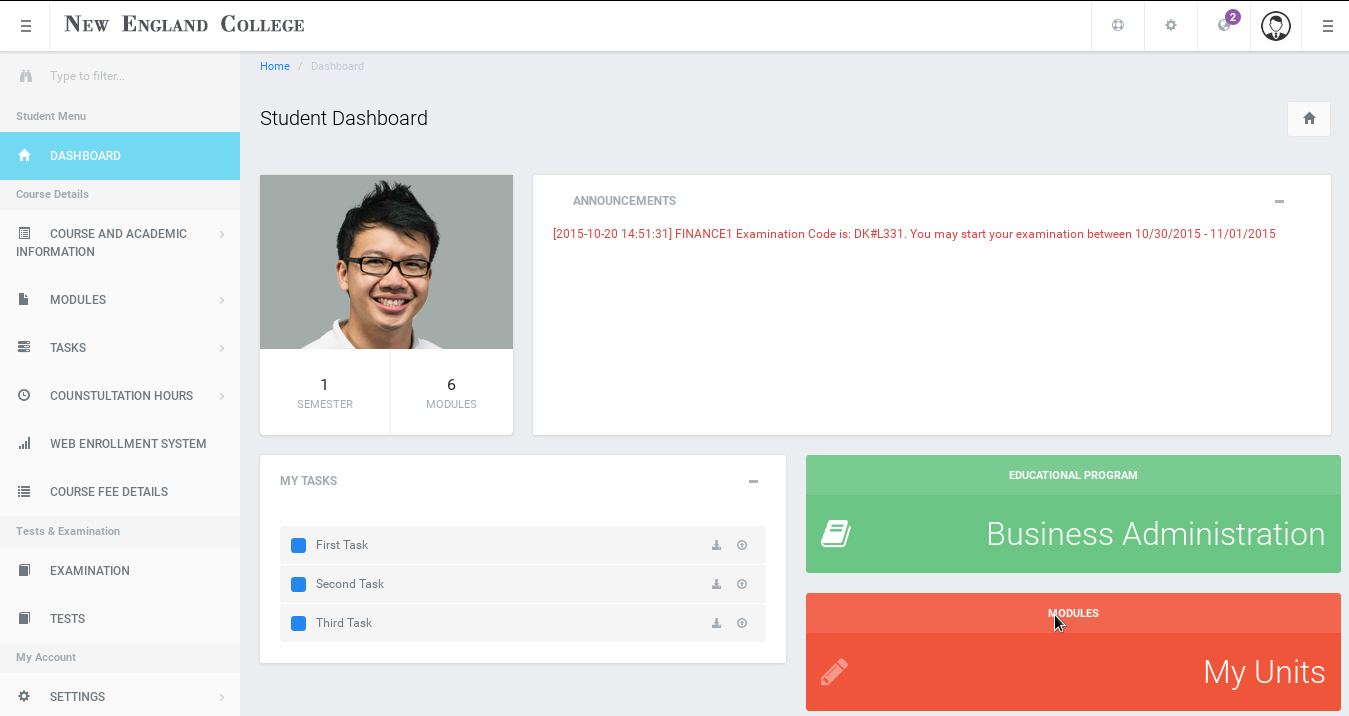 NEW ENGLAND COLLEGE
2
Type to filter...
Student Menu
DASHBOARD
Course Details
COURSE AND ACADEMIC
INFORMATION
MODULES
TASKS
COUNSTULTATION HOURS
WEB ENROLLMENT SYSTEM
COURSE FEE DETAILS
Tests & Examination
EXAMINATION
TESTS
My Account
SETTINGS
Home / Dashboard
Student Dashboard
1
SEMESTER
6
MODULES
ANNOUNCEMENTS
[2015-10-20 14:51:31] FINANCE1 Examination Code is: DK#L331. You may start your examination between 10/30/2015 - 11/01/2015
MY TASKS
First Task
Second Task
Third Task
EDUCATIONAL PROGRAM
Business Administration
MODULES
My Units